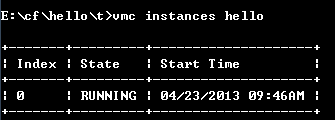 E:\cf\hello\t>vmc instances hello
+-------+---------+--------------------+
| Index | State   | Start Time         |
+-------+---------+--------------------+
| 0     | RUNNING | 04/23/2013 09:46AM |
+-------+---------+--------------------+